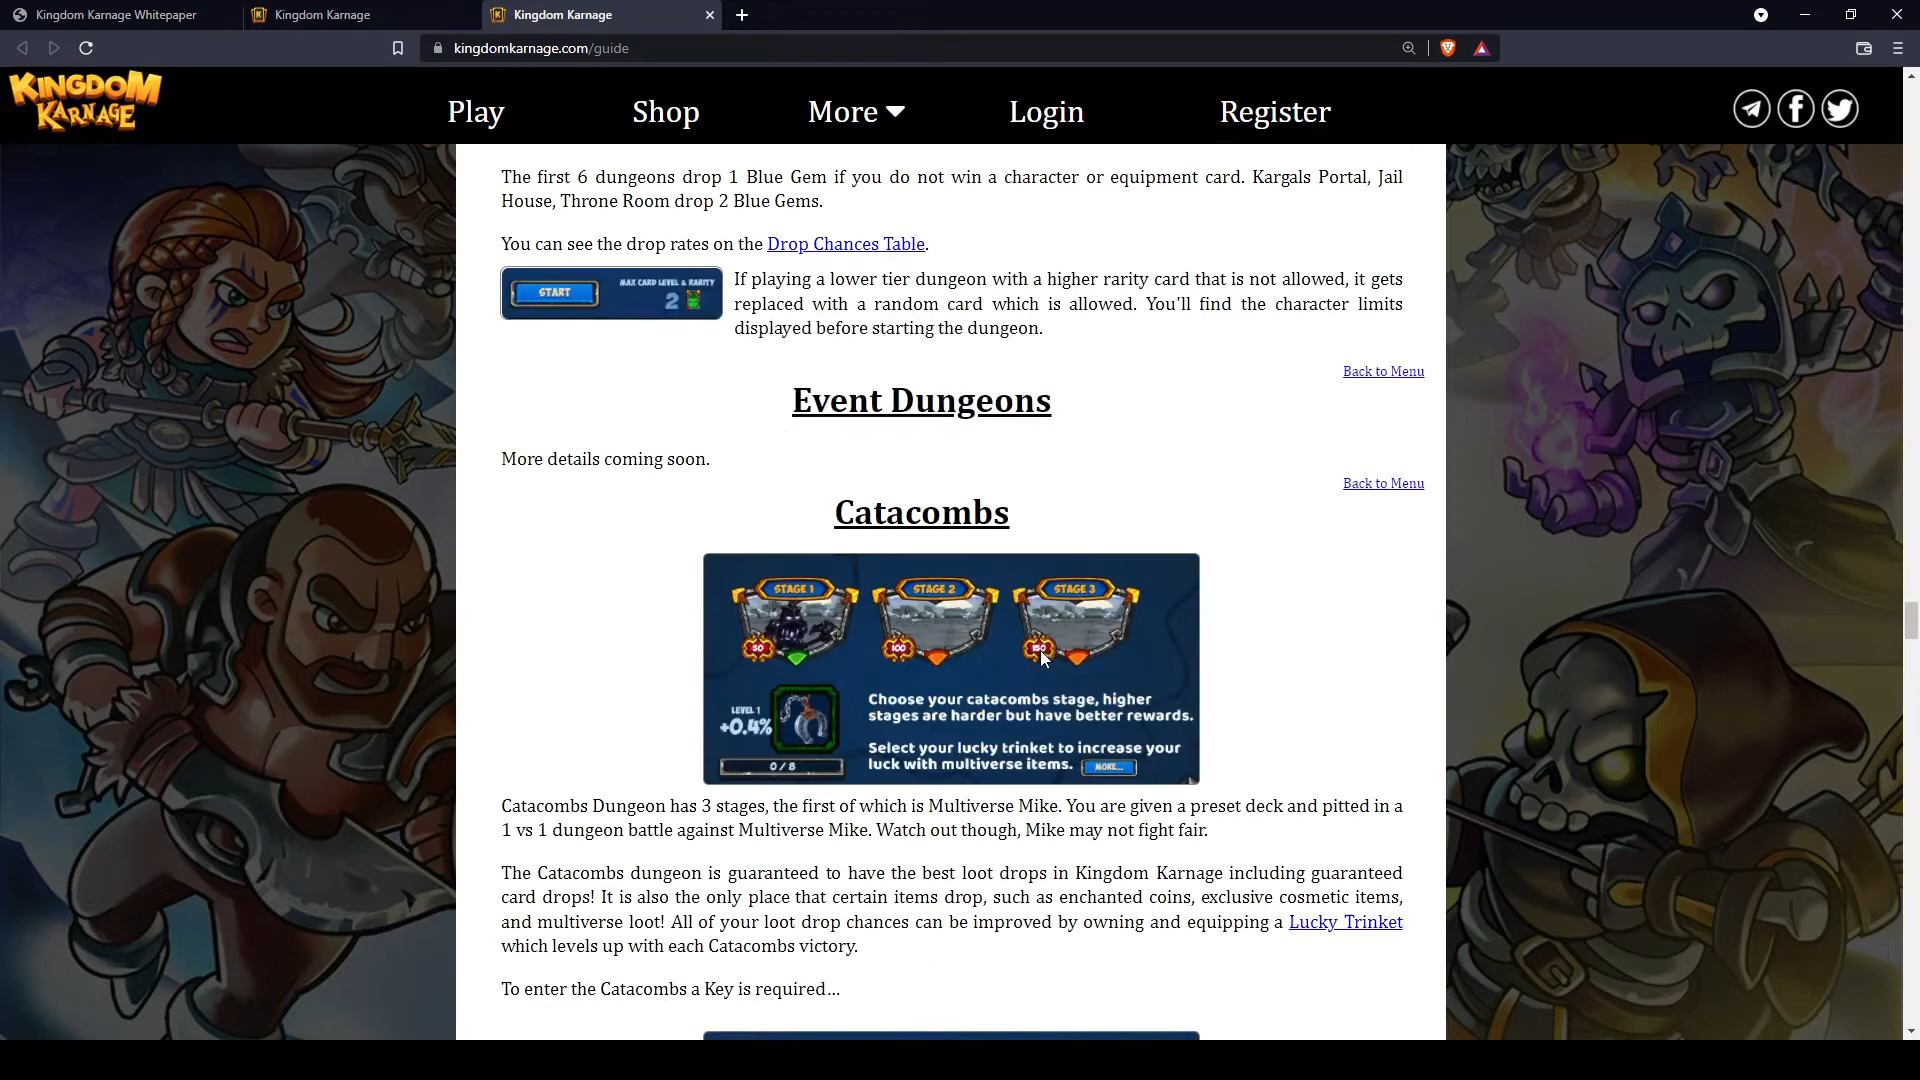 Kingdom Karnage Whitepaper
Kingdom Karnage
Kingdom Karnage
kingdomkarnage.com/guide
KINGDOM
KARNAGE
Play
Shop
More
Login
Register
The first 6 dungeons drop 1 Blue Gem if you do not win a character or equipment card. Kargals Portal, Jail
House, Throne Room drop 2 Blue Gems.
You can see the drop rates on the Drop Chances Table.
START
MAX CARD LEVEL & RARITY
2
If playing a lower tier dungeon with a higher rarity card that is not allowed, it gets
replaced with a random card which is allowed. You'll find the character limits
displayed before starting the dungeon.
Back to Menu
Event Dungeons
More details coming soon.
Back to Menu
Catacombs
STAGE 1
STAGE 2
STAGE 3
50
100
150
LEVEL 1
+0.4%
0/8
Choose your catacombs stage, higher
stages are harder but have better rewards.
Select your lucky trinket to increase your
luck with multiverse items.
MORE...
Catacombs Dungeon has 3 stages, the first of which is Multiverse Mike. You are given a preset deck and pitted in a
1 vs 1 dungeon battle against Multiverse Mike. Watch out though, Mike may not fight fair.
The Catacombs dungeon is guaranteed to have the best loot drops in Kingdom Karnage including guaranteed
card drops! It is also the only place that certain items drop, such as enchanted coins, exclusive cosmetic items,
and multiverse loot! All of your loot drop chances can be improved by owning and equipping a Lucky Trinket
which levels up with each Catacombs victory.
To enter the Catacombs a Key is required...